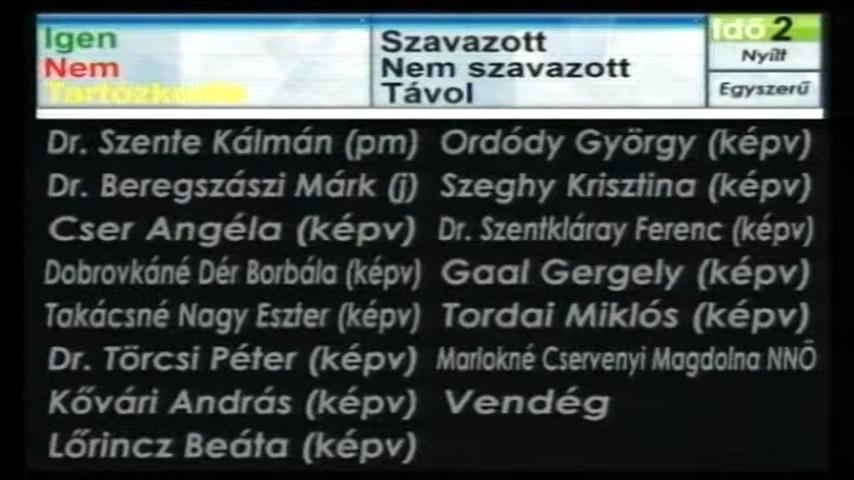 Igen
Nem
Tartózkodik
Szavazott
Nem szavazott
Távol
Idő 2
Nyílt
Egyszerű
Dr. Szente Kálmán (pm)
Dr. Beregszászi Márk (j)
Cser Angéla (képv)
Dobrovkáné Dér Borbála (képv)
Takácsné Nagy Eszter (képv)
Dr. Törcsi Péter (képv)
Kővári András (képv)
Lőrincz Beáta (képv)
Ordódy György (képv)
Szeghy Krisztina (képv)
Dr. Szentkláray Ferenc (képv)
Gaal Gergely (képv)
Tordai Miklós (képv)
Marlokné Cservenyi Magdolna NNÖ
Vendég